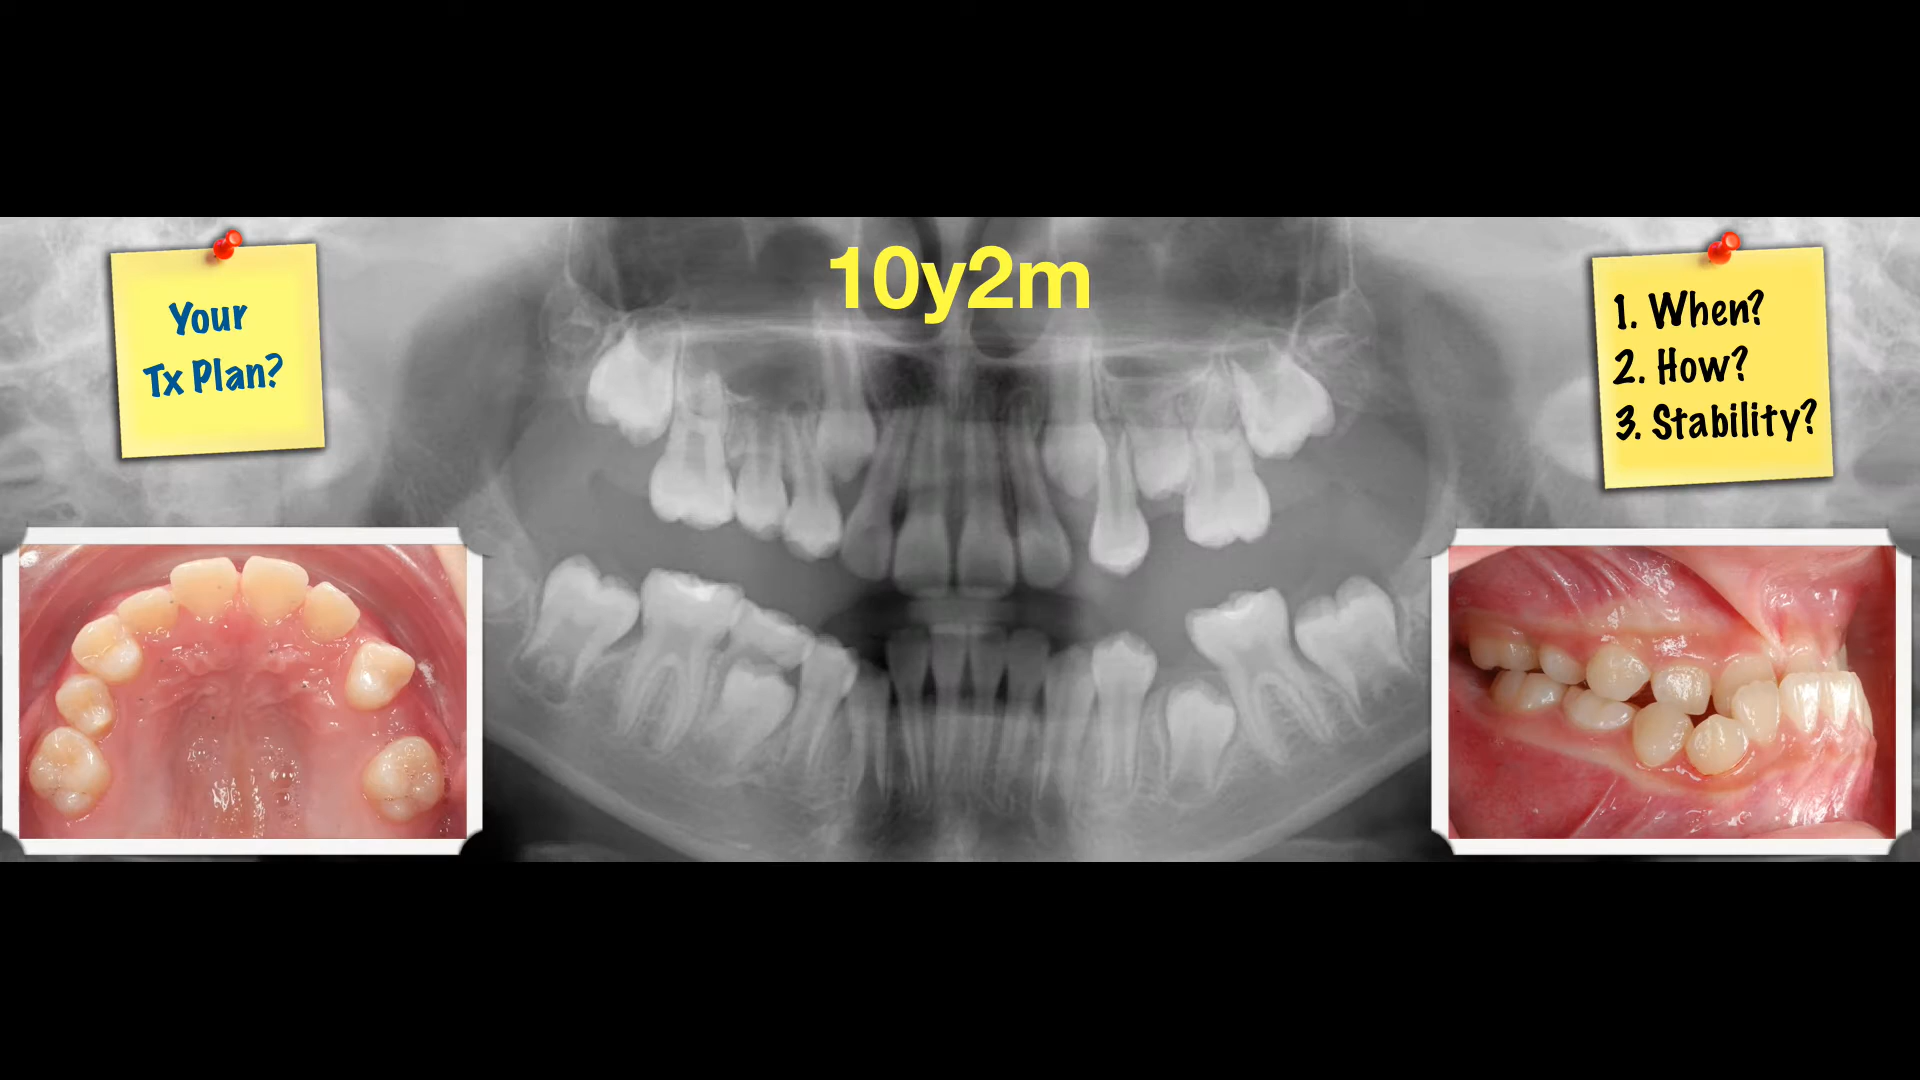 10y2m
Your
Tx Plan?
1. When?
2. How?
3. Stability?